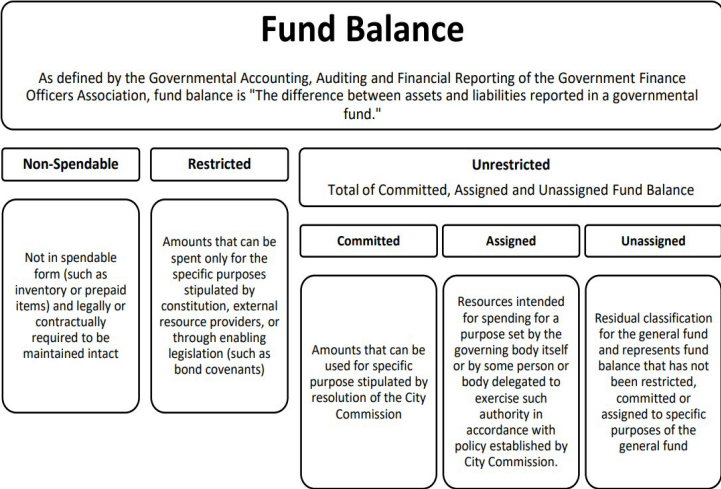 Fund Balance
As defined by the Governmental Accounting, Auditing and Financial Reporting of the Government Finance
Officers Association, fund balance is "The difference between assets and liabilities reported in a governmental
fund."
Non-Spendable
Not in spendable
form (such as
inventory or prepaid
items) and legally or
contractually
required to be
maintained intact
Restricted
Amounts that can be
spent only for the
specific purposes
stipulated by
constitution, external
resource providers, or
through enabling
legislation (such as
bond covenants)
Unrestricted
Total of Committed, Assigned and Unassigned Fund Balance
Committed
Amounts that can be
used for specific
purpose stipulated by
resolution of the City
Commission
Assigned
Resources intended
for spending for a
purpose set by the
governing body itself
or by some person or
body delegated to
exercise such
authority in
accordance with
policy established by
City Commission.
Unassigned
Residual classification
for the general fund
and represents fund
balance that has not
been restricted,
committed or
assigned to specific
purposes of the
general fund